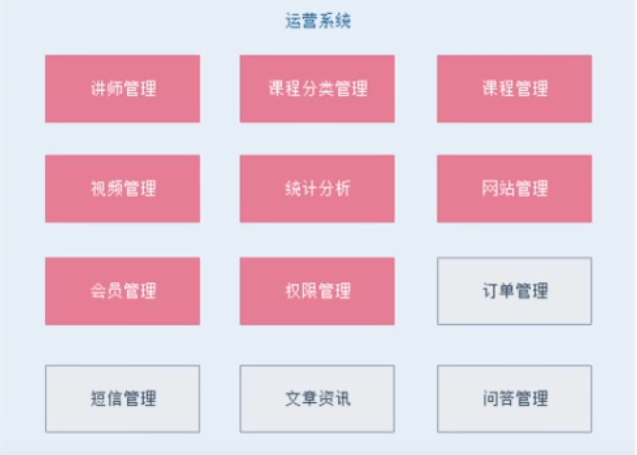 运营系统
讲师管理
课程分类管理
课程管理
视频管理
统计分析
网站管理
会员管理
权限管理
订单管理
短信管理
文章资讯
问答管理